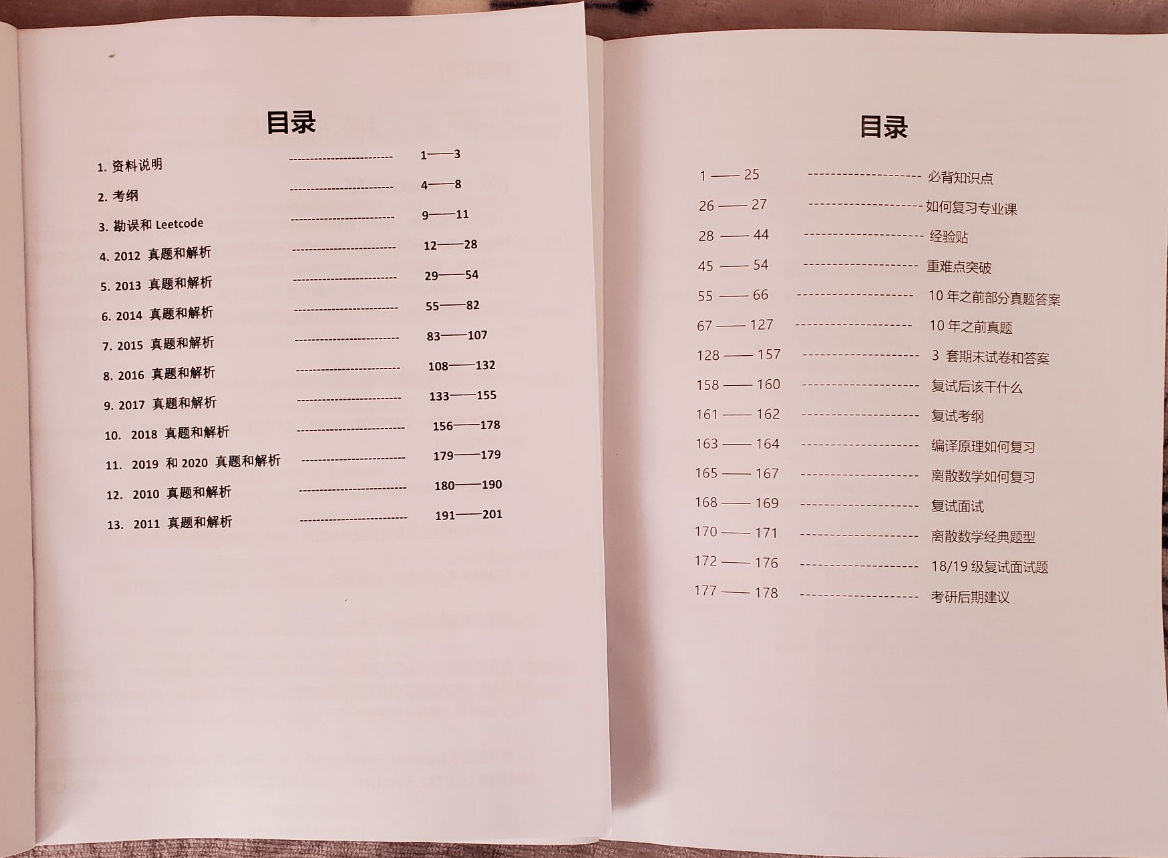 目录
1. 资料说明 ------------------------- 1——3
2. 考纲 ------------------------- 4——8
3. 勘误和 Leetcode ------------------------- 9——11
4. 2012 真题和解析 ------------------------- 12——28
5. 2013 真题和解析 ------------------------- 29——54
6. 2014 真题和解析 ------------------------- 55——82
7. 2015 真题和解析 ------------------------- 83——107
8. 2016 真题和解析 ------------------------- 108——132
9. 2017 真题和解析 ------------------------- 133——155
10. 2018 真题和解析 ------------------------- 156——178
11. 2019 和 2020 真题和解析 ------------------------- 179——179
12. 2010 真题和解析 ------------------------- 180——190
13. 2011 真题和解析 ------------------------- 191——201
目录
1 —— 25 -------------------- 必背知识点
26 —— 27 -------------------- 如何复习专业课
28 —— 44 -------------------- 经验贴
45 —— 54 -------------------- 重难点突破
55 —— 66 -------------------- 10 年之前部分真题答案
67 —— 127 -------------------- 10 年之前真题
128 —— 157 -------------------- 3 套期末试卷和答案
158 —— 160 -------------------- 复试后该干什么
161 —— 162 -------------------- 复试考纲
163 —— 164 -------------------- 编译原理如何复习
165 —— 167 -------------------- 离散数学如何复习
168 —— 169 -------------------- 复试面试
170 —— 171 -------------------- 离散数学经典题型
172 —— 176 -------------------- 18/19 级复试面试题
177 —— 178 -------------------- 考研后期建议